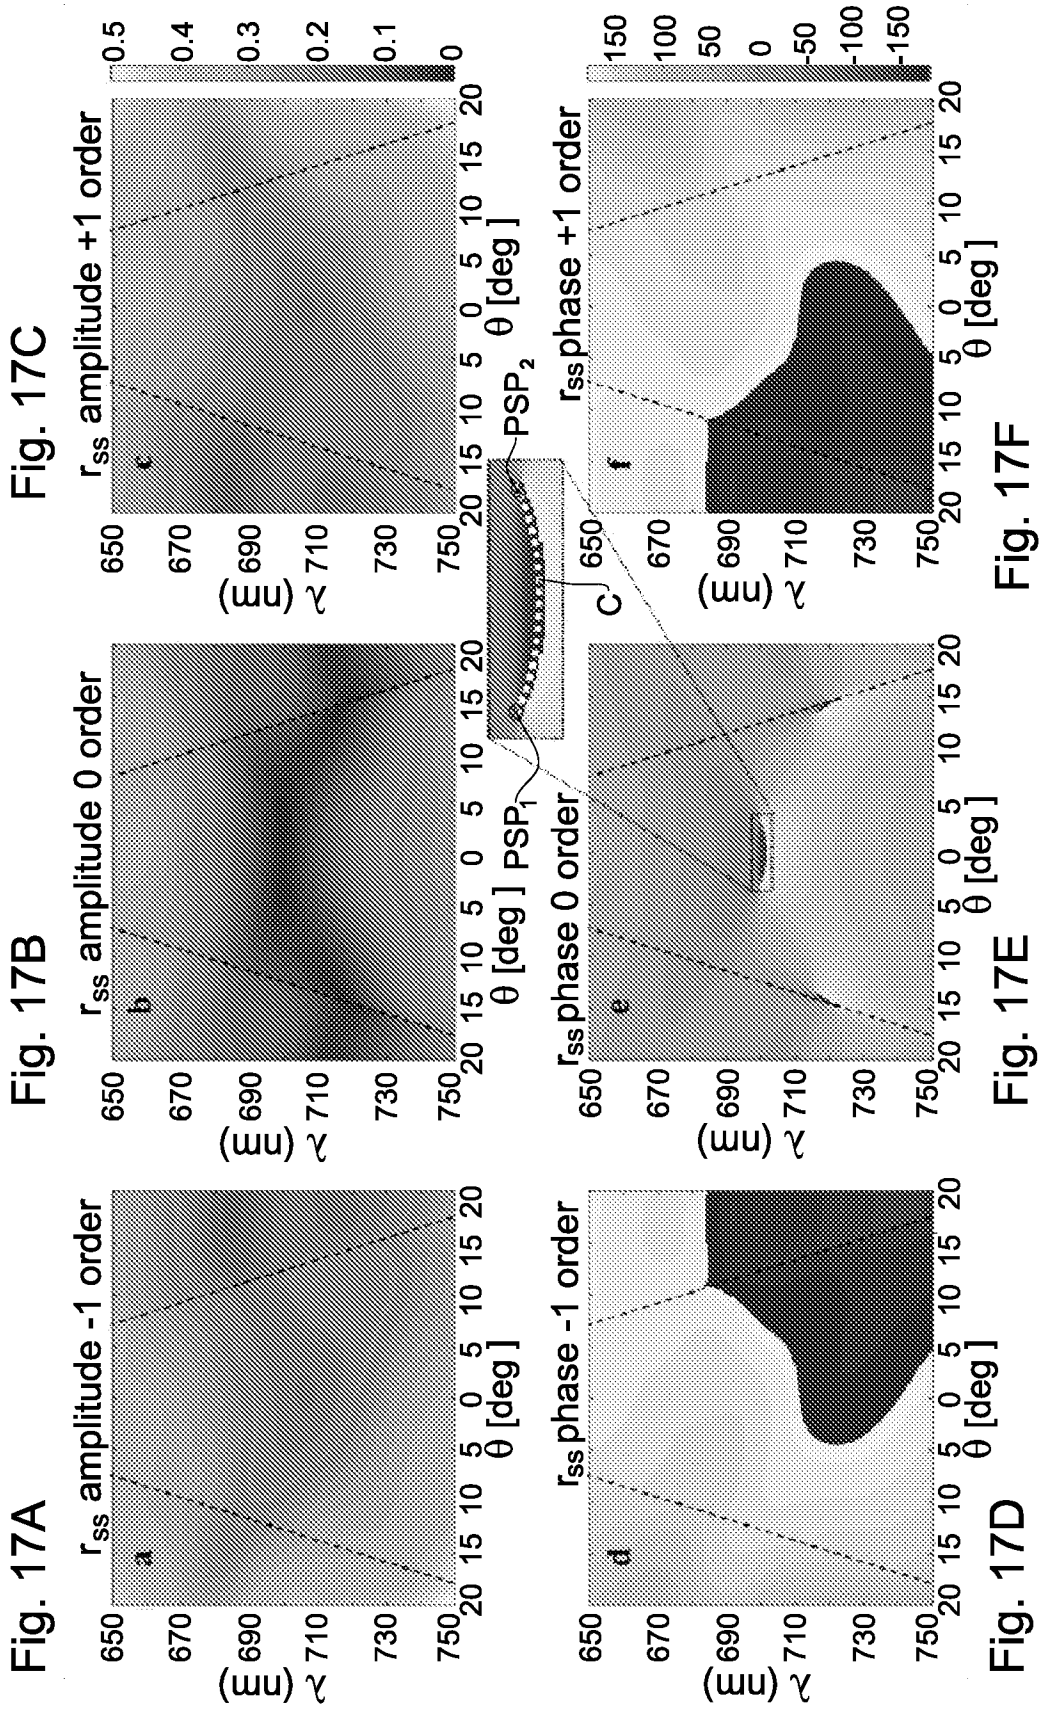 Fig. 17A
r_ss amplitude -1 order
a
650
670
690
710
730
750
λ (nm)
20 15 10 5 0 5 10 15 20
θ [deg ]
Fig. 17B
r_ss amplitude 0 order
b
650
670
690
710
730
750
λ (nm)
20 15 10 5 0 5 10 15 20
θ [deg ]
Fig. 17C
r_ss amplitude +1 order
c
650
670
690
710
730
750
λ (nm)
20 15 10 5 0 5 10 15 20
θ [deg ]
0.5
0.4
0.3
0.2
0.1
0
PSP₁
C
PSP₂
r_ss phase -1 order
d
650
670
690
710
730
750
λ (nm)
20 15 10 5 0 5 10 15 20
θ [deg ]
Fig. 17D
r_ss phase 0 order
e
650
670
690
710
730
750
λ (nm)
20 15 10 5 0 5 10 15 20
θ [deg ]
Fig. 17E
r_ss phase +1 order
f
650
670
690
710
730
750
λ (nm)
20 15 10 5 0 5 10 15 20
θ [deg ]
150
100
50
0
-50
-100
-150
Fig. 17F